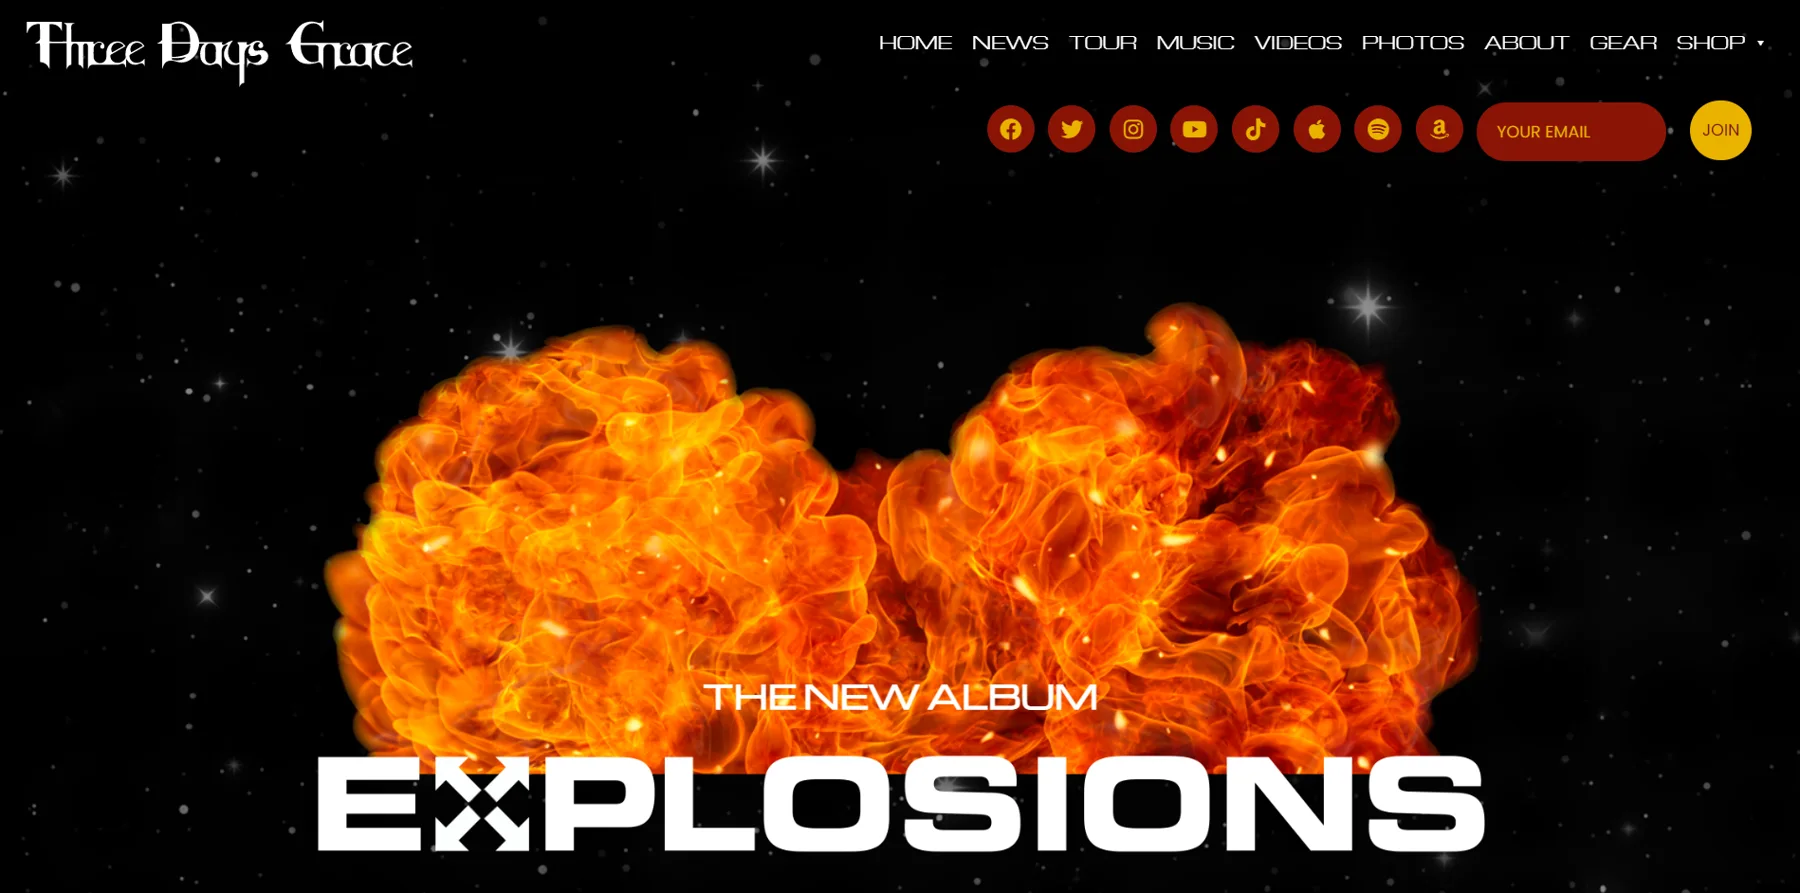 Three Days Grace
HOME NEWS TOUR MUSIC VIDEOS PHOTOS ABOUT GEAR SHOP
YOUR EMAIL JOIN
THE NEW ALBUM
EXPLOSIONS